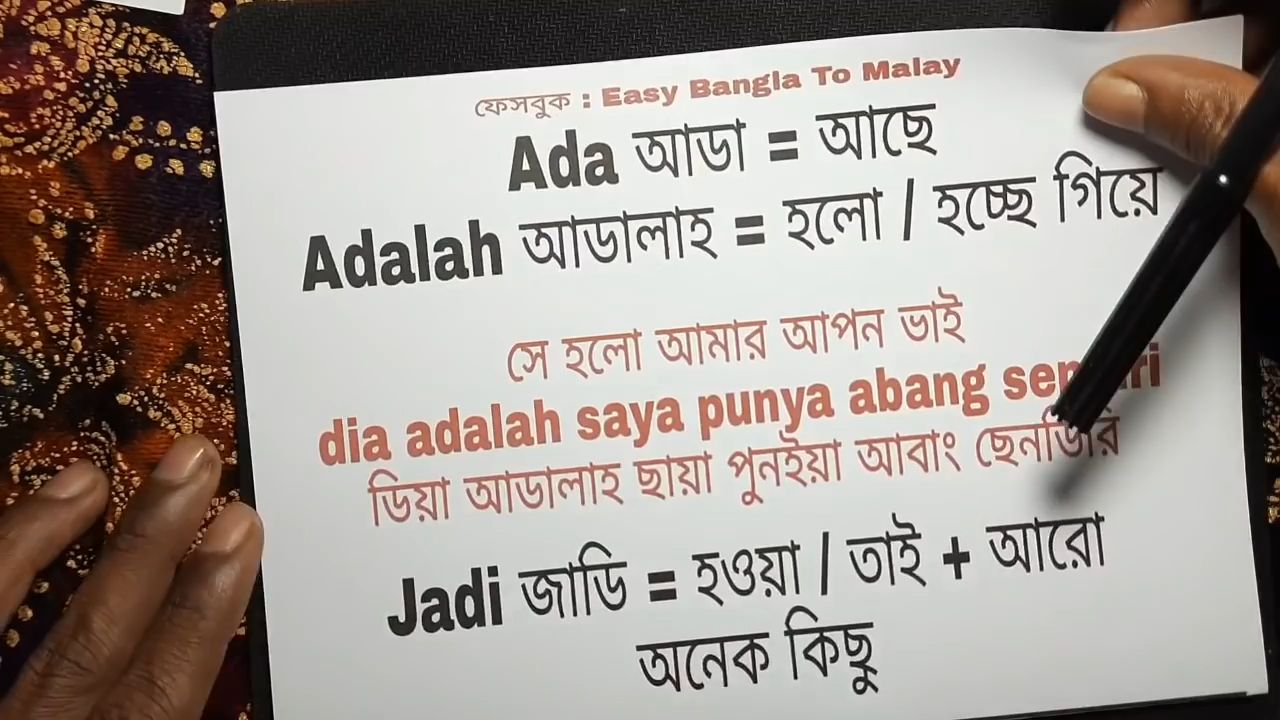 ফেসবুক : Easy Bangla To Malay
Ada আডা = আছে
Adalah আডালাহ = হলো / হচ্ছে গিয়ে
সে হলো আমার আপন ভাই
dia adalah saya punya abang
ডিয়া আডালাহ ছায়া পুনইয়া আবাং ছেনডিরি
Jadi জাডি = হওয়া / তাই + আরো
অনেক কিছু